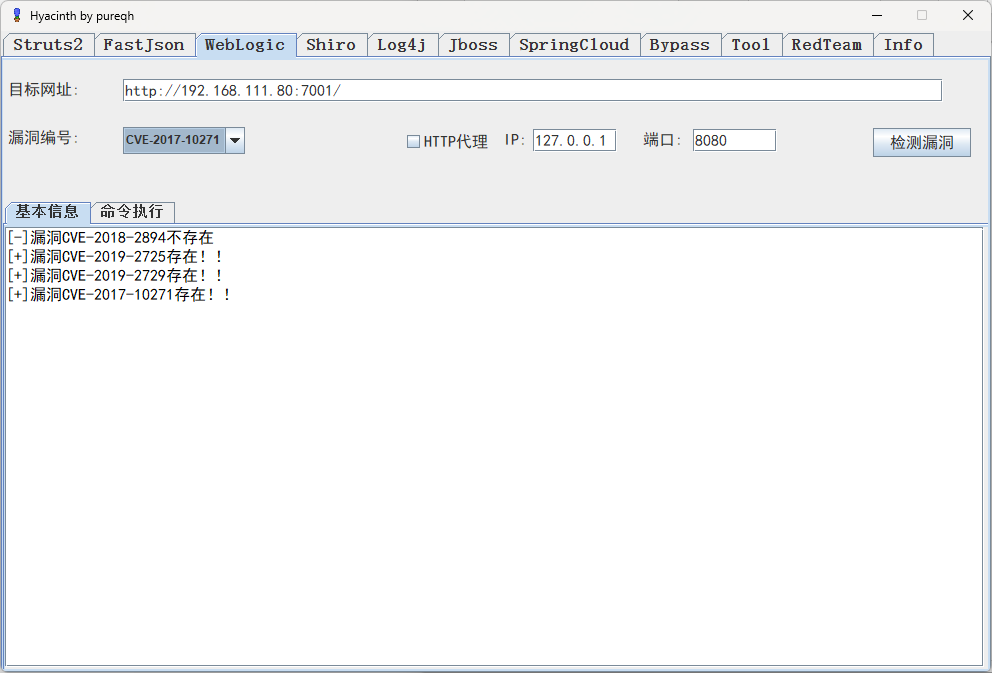 Hyacinth by pureqh
Struts2 FastJson WebLogic Shiro Log4j Jboss SpringCloud Bypass Tool RedTeam Info
目标网址: http://192.168.111.80:7001/
漏洞编号: CVE-2017-10271 HTTP代理 IP: 127.0.0.1 端口: 8080 检测漏洞
基本信息 命令执行
[-]漏洞CVE-2018-2894不存在
[+]漏洞CVE-2019-2725存在！！
[+]漏洞CVE-2019-2729存在！！
[+]漏洞CVE-2017-10271存在！！